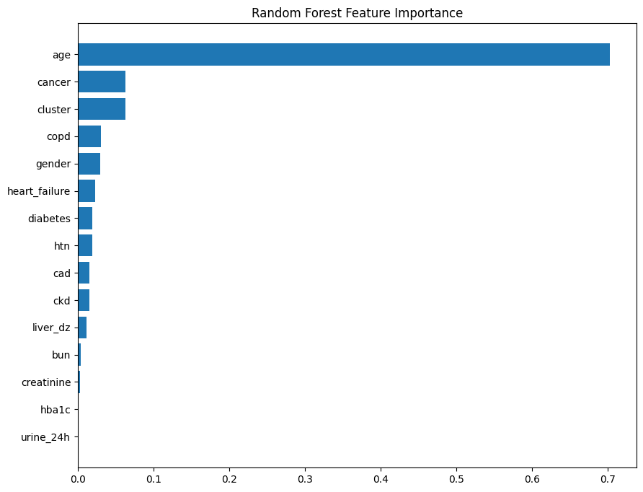 Random Forest Feature Importance
age
cancer
cluster
copd
gender
heart_failure
diabetes
htn
cad
ckd
liver_dz
bun
creatinine
hba1c
urine_24h
0.0 0.1 0.2 0.3 0.4 0.5 0.6 0.7